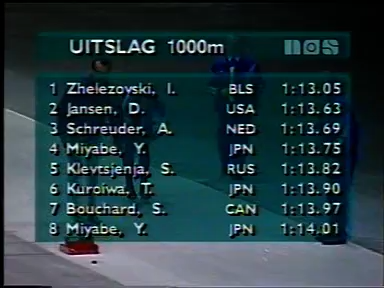 UITSLAG 1000m NOS
1 Zhelezovski, I. BLS 1:13.05
2 Jansen, D. USA 1:13.63
3 Schreuder, A. NED 1:13.69
4 Miyabe, Y. JPN 1:13.75
5 Klevtsjenja, S. RUS 1:13.82
6 Kuroiwa, T. JPN 1:13.90
7 Bouchard, S. CAN 1:13.97
8 Miyabe, Y. JPN 1:14.01